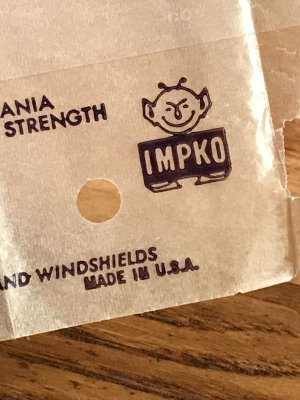 ANIA
STRENGTH
IMPKO
AND WINDSHIELDS
MADE IN U.S.A.